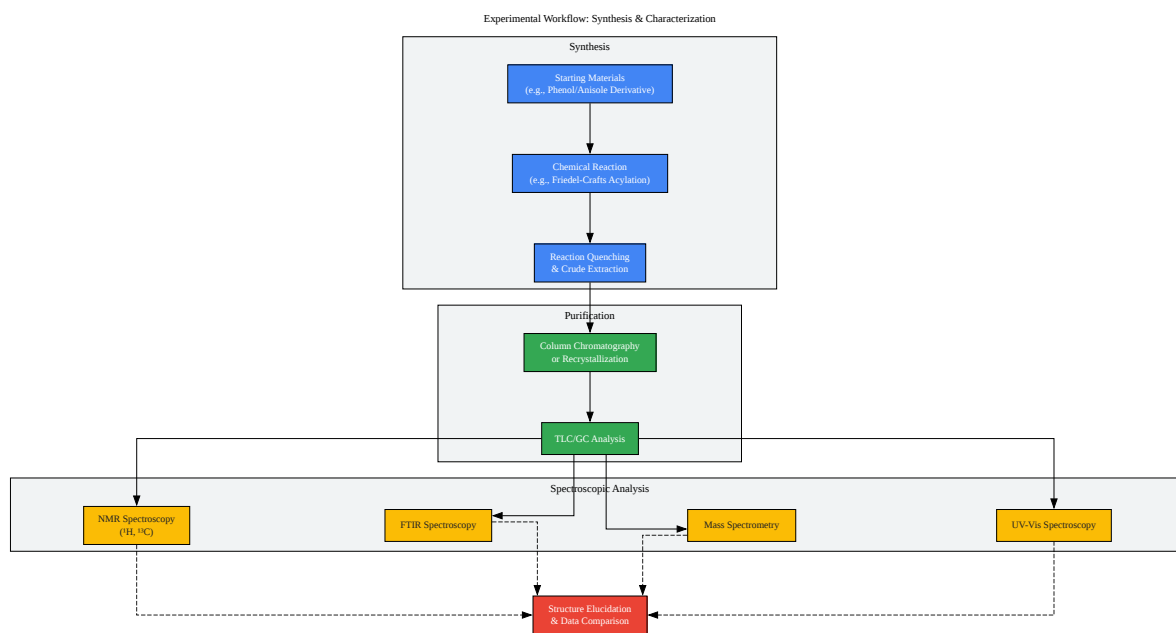 Experimental Workflow: Synthesis & Characterization
Synthesis
Starting Materials
(e.g., Phenol/Anisole Derivative)
Chemical Reaction
(e.g., Friedel-Crafts Acylation)
Reaction Quenching
& Crude Extraction
Purification
Column Chromatography
or Recrystallization
TLC/GC Analysis
Spectroscopic Analysis
NMR Spectroscopy
(¹H, ¹³C)
FTIR Spectroscopy
Mass Spectrometry
UV-Vis Spectroscopy
Structure Elucidation
& Data Comparison